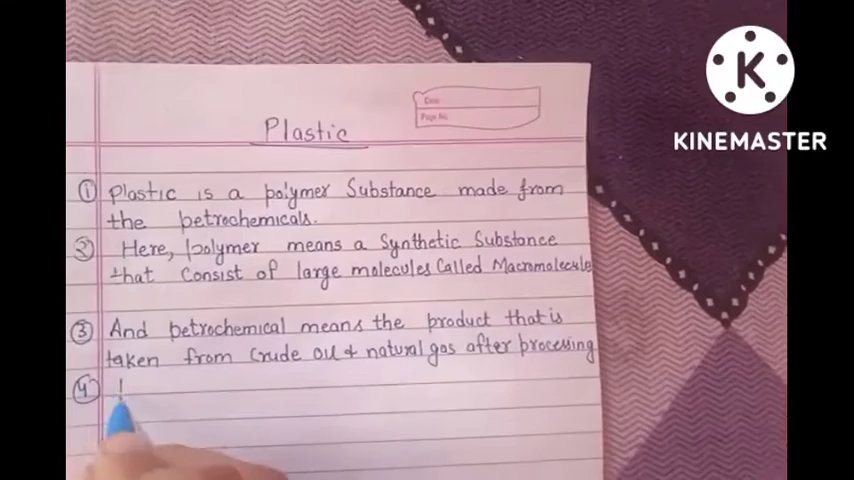 KINEMASTER
Date
Page No.
Plastic
① Plastic is a polymer Substance made from
the petrochemicals.
② Here, polymer means a Synthetic Substance
that Consist of large molecules Called Macromolecule
③ And petrochemical means the product that is
taken from Crude oil & natural gas after processing
④